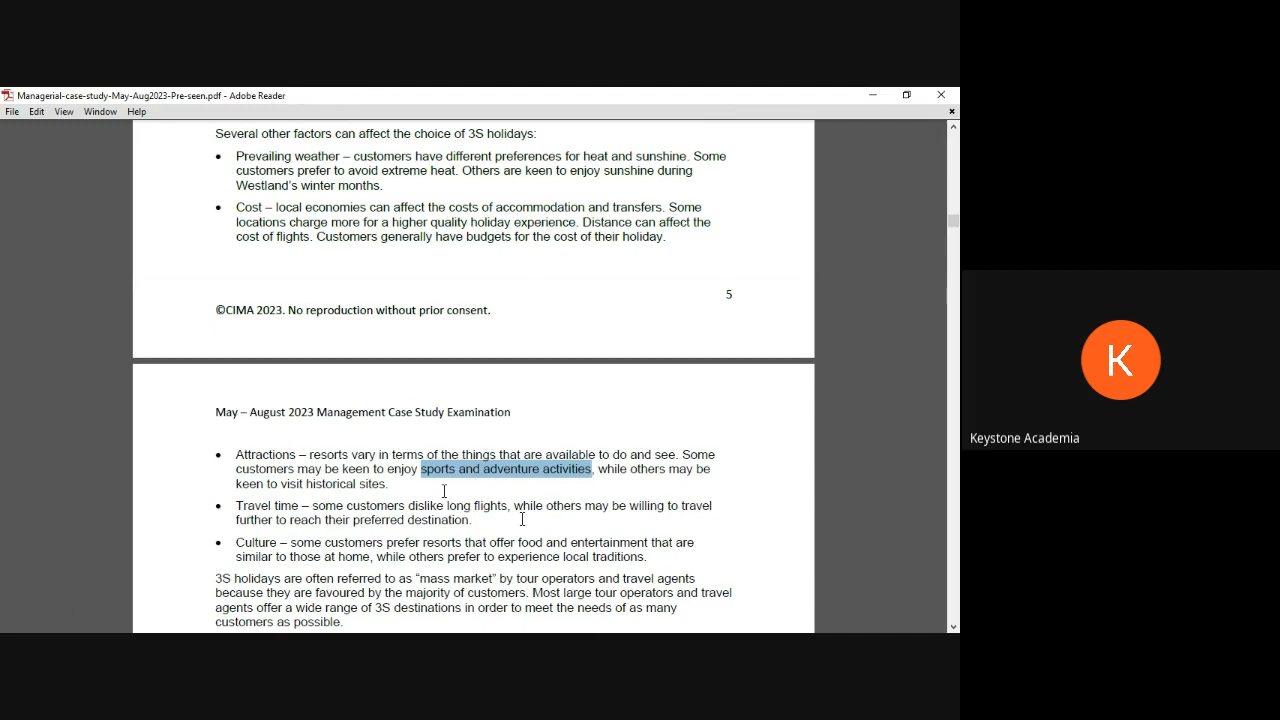 Managerial-case-study-May-Aug2023-Pre-seen.pdf - Adobe Reader
File Edit View Window Help
Several other factors can affect the choice of 3S holidays:
• Prevailing weather – customers have different preferences for heat and sunshine. Some
customers prefer to avoid extreme heat. Others are keen to enjoy sunshine during
Westland's winter months.
• Cost – local economies can affect the costs of accommodation and transfers. Some
locations charge more for a higher quality holiday experience. Distance can affect the
cost of flights. Customers generally have budgets for the cost of their holiday.
5
©CIMA 2023. No reproduction without prior consent.
May – August 2023 Management Case Study Examination
• Attractions – resorts vary in terms of the things that are available to do and see. Some
customers may be keen to enjoy sports and adventure activities, while others may be
keen to visit historical sites.
• Travel time – some customers dislike long flights, while others may be willing to travel
further to reach their preferred destination.
• Culture – some customers prefer resorts that offer food and entertainment that are
similar to those at home, while others prefer to experience local traditions.
3S holidays are often referred to as “mass market” by tour operators and travel agents
because they are favoured by the majority of customers. Most large tour operators and travel
agents offer a wide range of 3S destinations in order to meet the needs of as many
customers as possible.
K
Keystone Academia